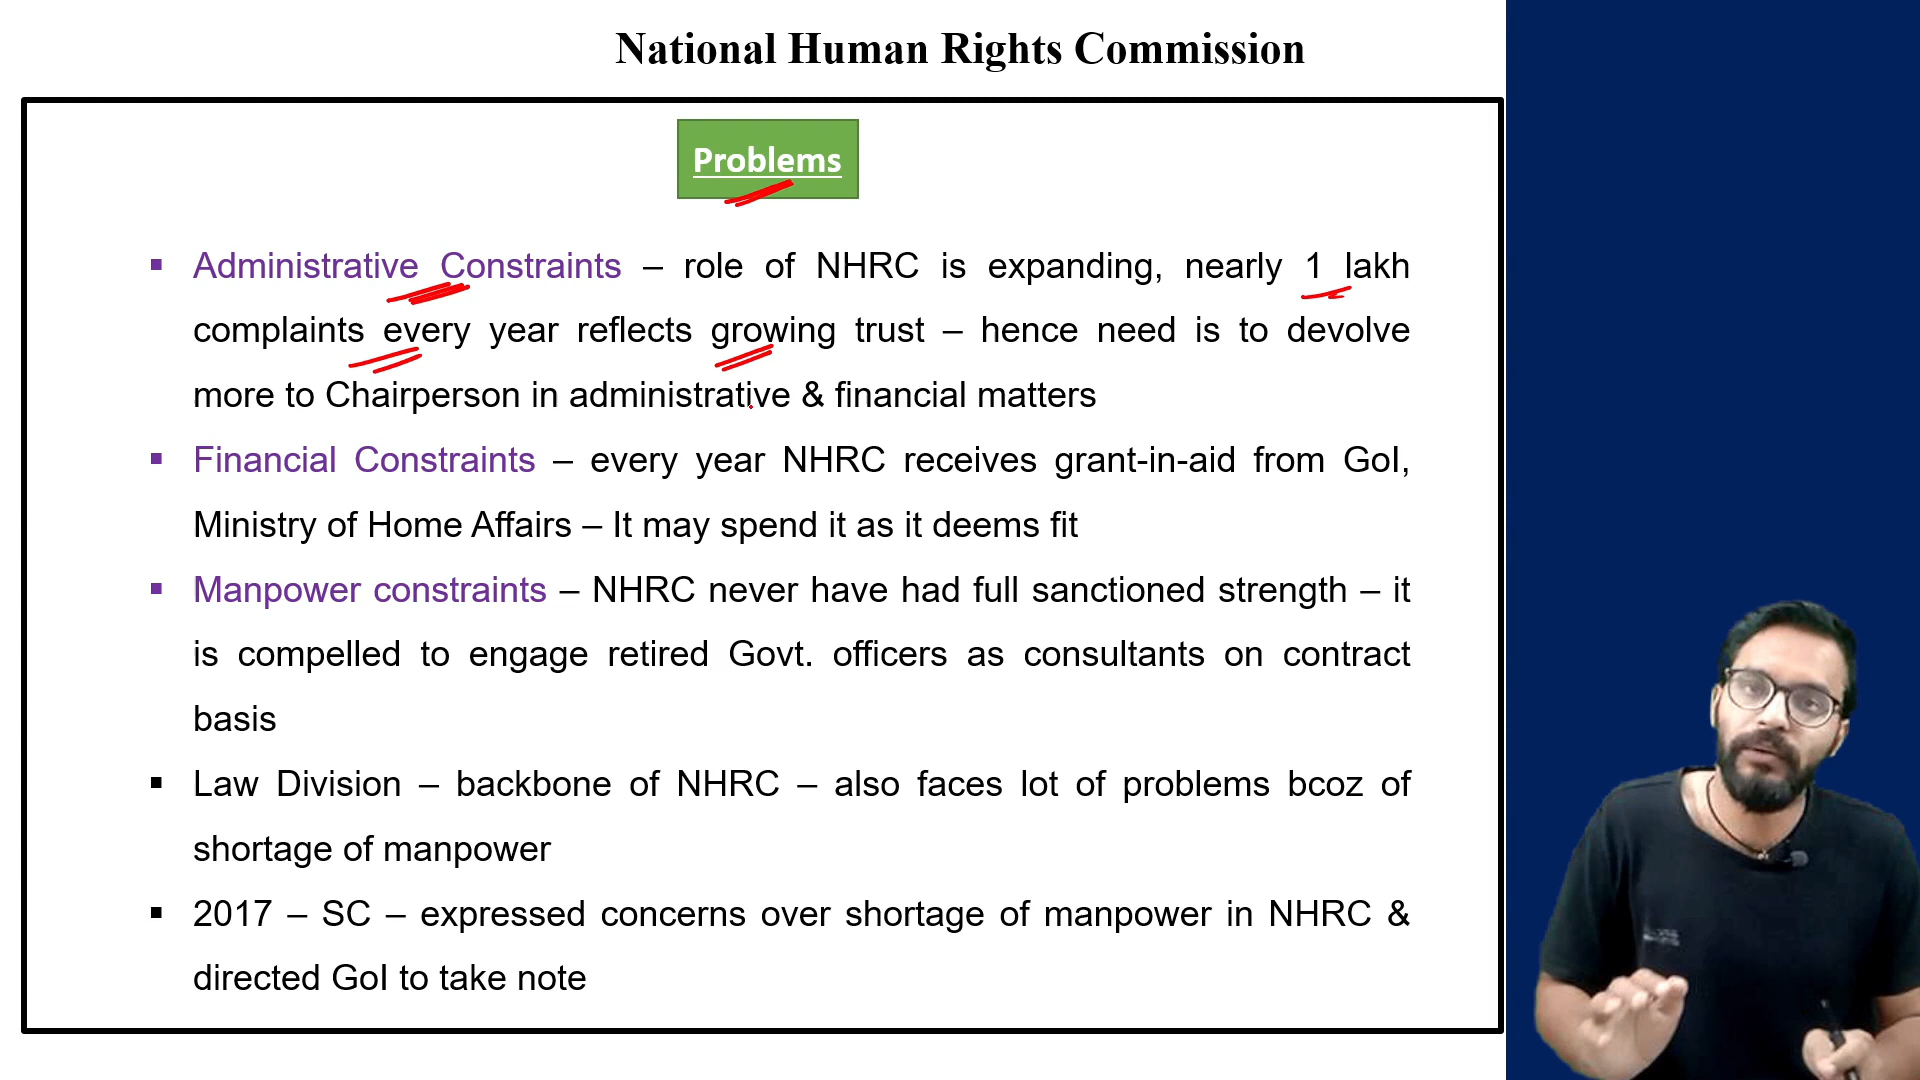 National Human Rights Commission
Problems
▪ Administrative Constraints – role of NHRC is expanding, nearly 1 lakh
complaints every year reflects growing trust – hence need is to devolve
more to Chairperson in administrative & financial matters
▪ Financial Constraints – every year NHRC receives grant-in-aid from GoI,
Ministry of Home Affairs – It may spend it as it deems fit
▪ Manpower constraints – NHRC never have had full sanctioned strength – it
is compelled to engage retired Govt. officers as consultants on contract
basis
▪ Law Division – backbone of NHRC – also faces lot of problems bcoz of
shortage of manpower
▪ 2017 – SC – expressed concerns over shortage of manpower in NHRC &
directed GoI to take note